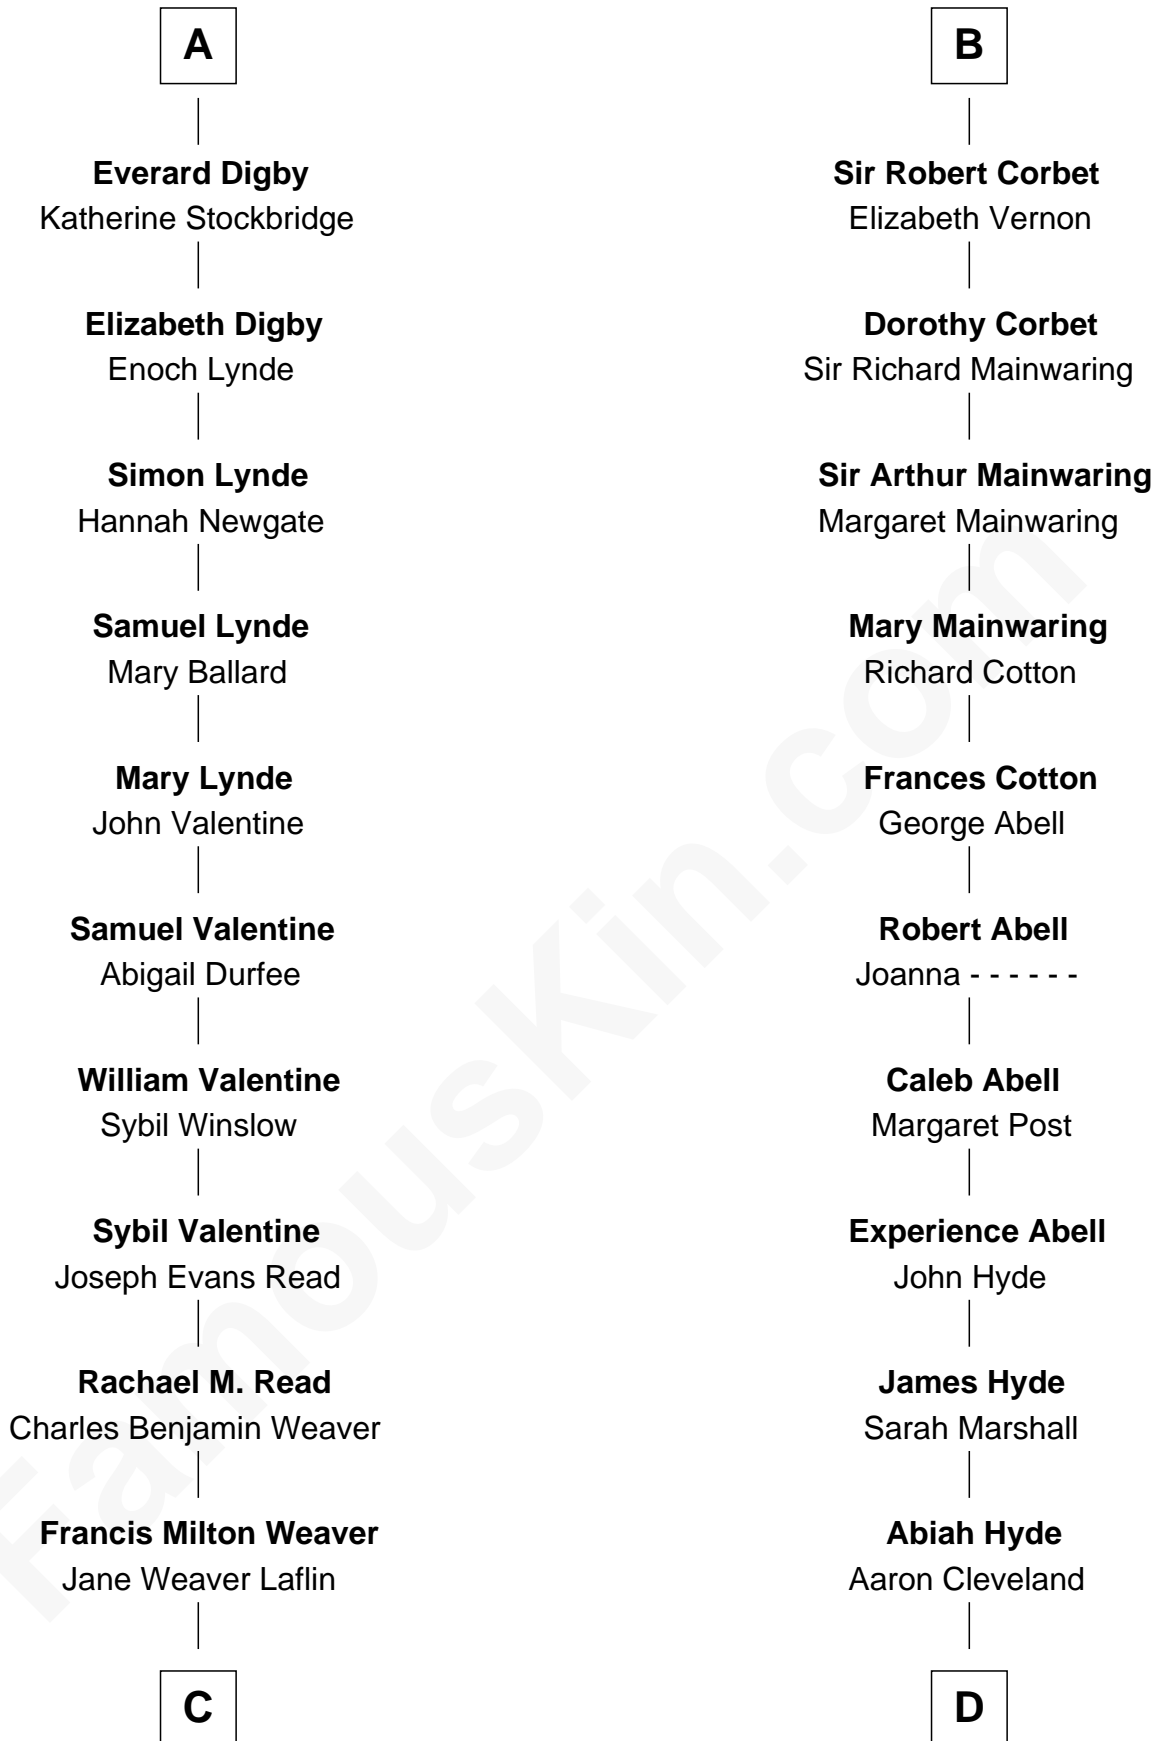 A
Everard Digby
Katherine Stockbridge
Elizabeth Digby
Enoch Lynde
Simon Lynde
Hannah Newgate
Samuel Lynde
Mary Ballard
Mary Lynde
John Valentine
Samuel Valentine
Abigail Durfee
William Valentine
Sybil Winslow
Sybil Valentine
Joseph Evans Read
Rachael M. Read
Charles Benjamin Weaver
Francis Milton Weaver
Jane Weaver Laflin
C
B
Sir Robert Corbet
Elizabeth Vernon
Dorothy Corbet
Sir Richard Mainwaring
Sir Arthur Mainwaring
Margaret Mainwaring
Mary Mainwaring
Richard Cotton
Frances Cotton
George Abell
Robert Abell
Joanna - - - - - -
Caleb Abell
Margaret Post
Experience Abell
John Hyde
James Hyde
Sarah Marshall
Abiah Hyde
Aaron Cleveland
D
FamousKin.com